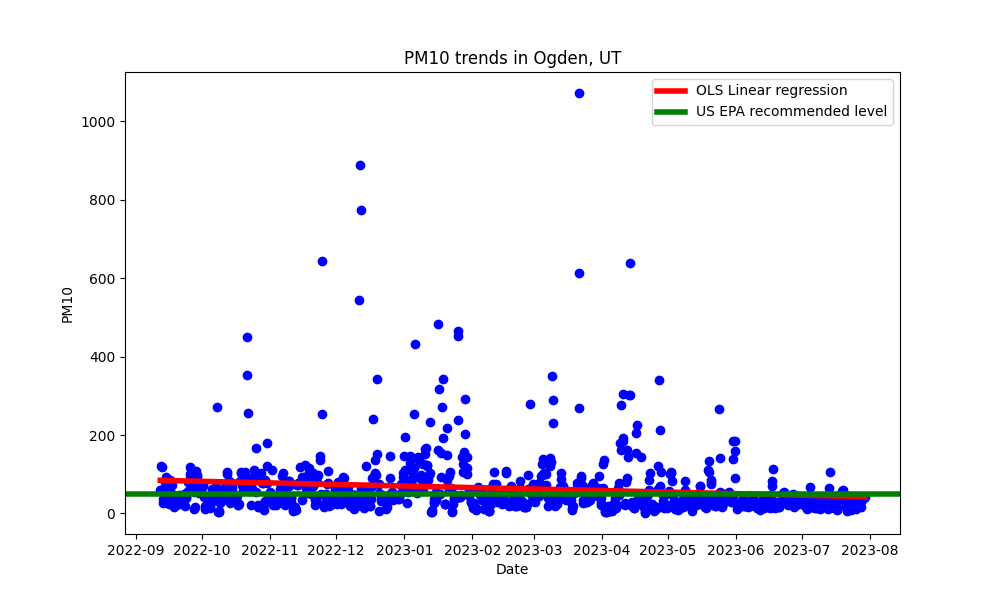 PM10 trends in Ogden, UT
OLS Linear regression
US EPA recommended level
PM10
1000
800
600
400
200
0
2022-09 2022-10 2022-11 2022-12 2023-01 2023-02 2023-03 2023-04 2023-05 2023-06 2023-07 2023-08
Date